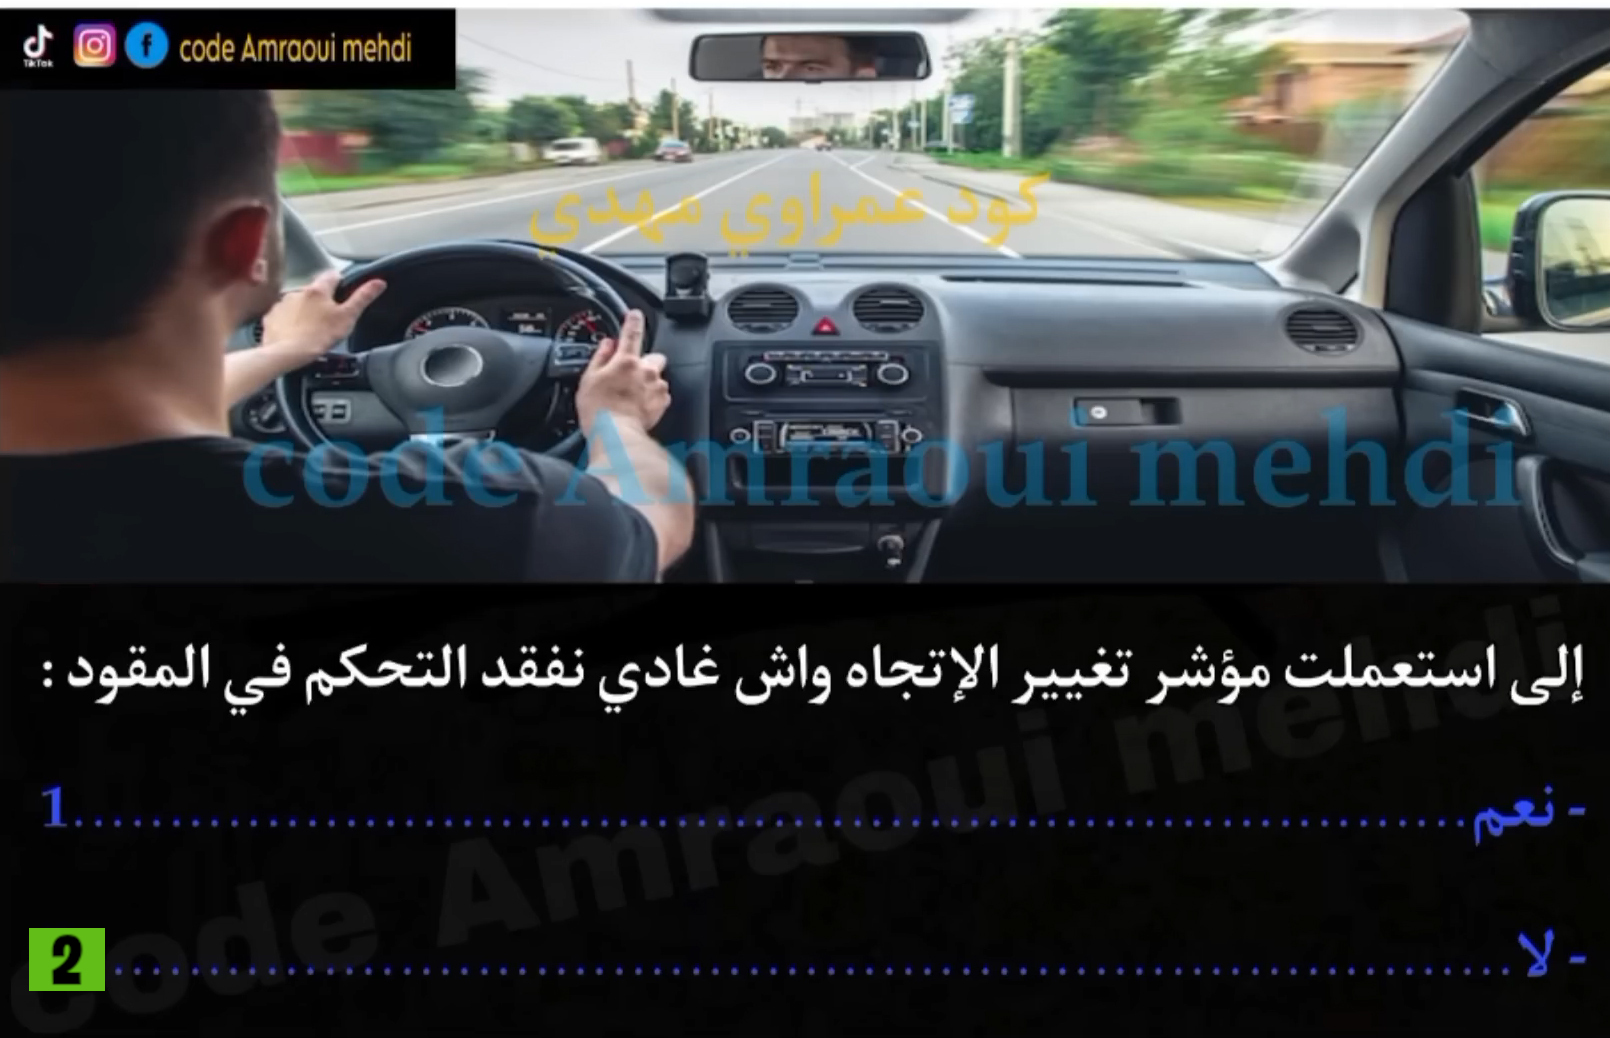 TikTok code Amraoui mehdi
كود عمراوي مهدي
code Amraoui mehdi
إلى استعملت مؤشر تغيير الإتجاه واش غادي نفقد التحكم في المقود :
- نعم........................................................................1
- لا........................................................................2
code Amraoui mehdi